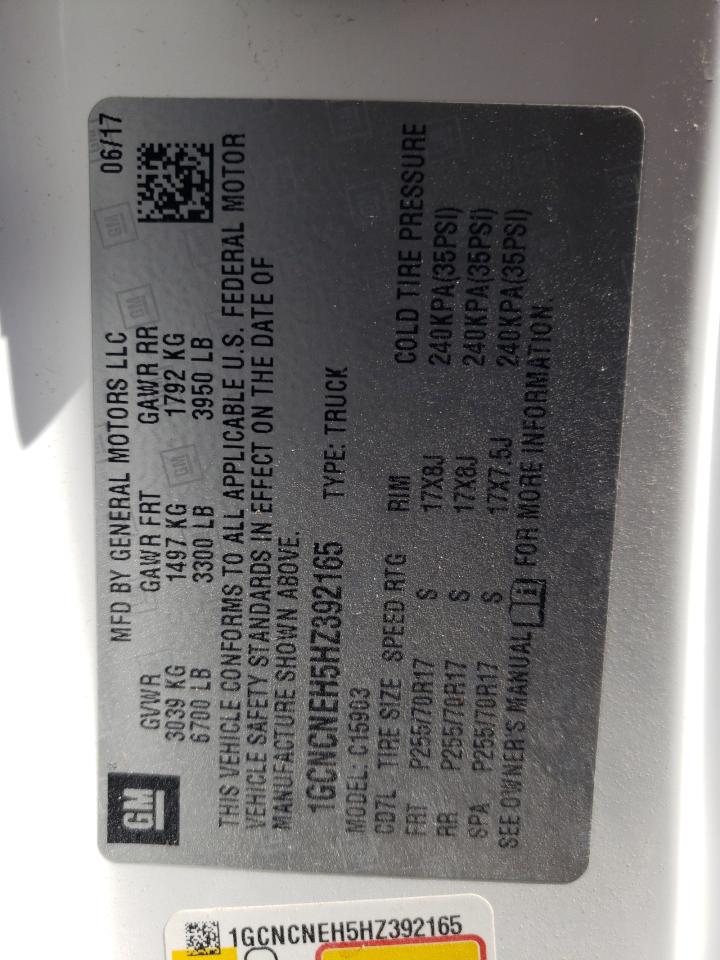 GM
MFD BY GENERAL MOTORS LLC 06/17
GVWR GAWR FRT GAWR RR
3039 KG 1497 KG 1792 KG
6700 LB 3300 LB 3950 LB
THIS VEHICLE CONFORMS TO ALL APPLICABLE U.S. FEDERAL MOTOR
VEHICLE SAFETY STANDARDS IN EFFECT ON THE DATE OF
MANUFACTURE SHOWN ABOVE.
1GCNCNEH5HZ392165 TYPE: TRUCK
MODEL: C15903
CD7L TIRE SIZE SPEED RTG RIM COLD TIRE PRESSURE
FRT P255/70R17 S 17X8J 240KPA(35PSI)
RR P255/70R17 S 17X8J 240KPA(35PSI)
SPA P255/70R17 S 17X7.5J 240KPA(35PSI)
SEE OWNER'S MANUAL FOR MORE INFORMATION.
1GCNCNEH5HZ392165